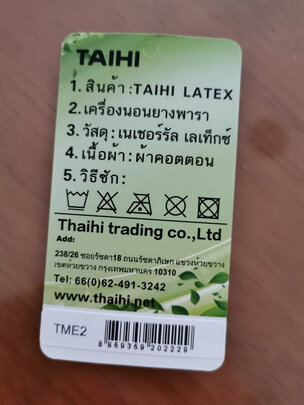 TAIHI
1. สินค้า :TAIHI LATEX
2.เครื่องนอนยางพารา
3. วัสดุ :เนเชอร์รัล เลเท็กซ์
4. เนื้อผ้า: ผ้าคอตตอน
5. วิธีซัก:
Thaihi trading co.,Ltd
Add:
238/26 ซอยรัชดา18 ถนนรัชดาภิเษก แขวงห้วยขวาง
เขตห้วยขวาง กรุงเทพมหานคร 10310
Tel: 66(0)62-491-3242
www.thaihi.net
TME2
8 869369 202229